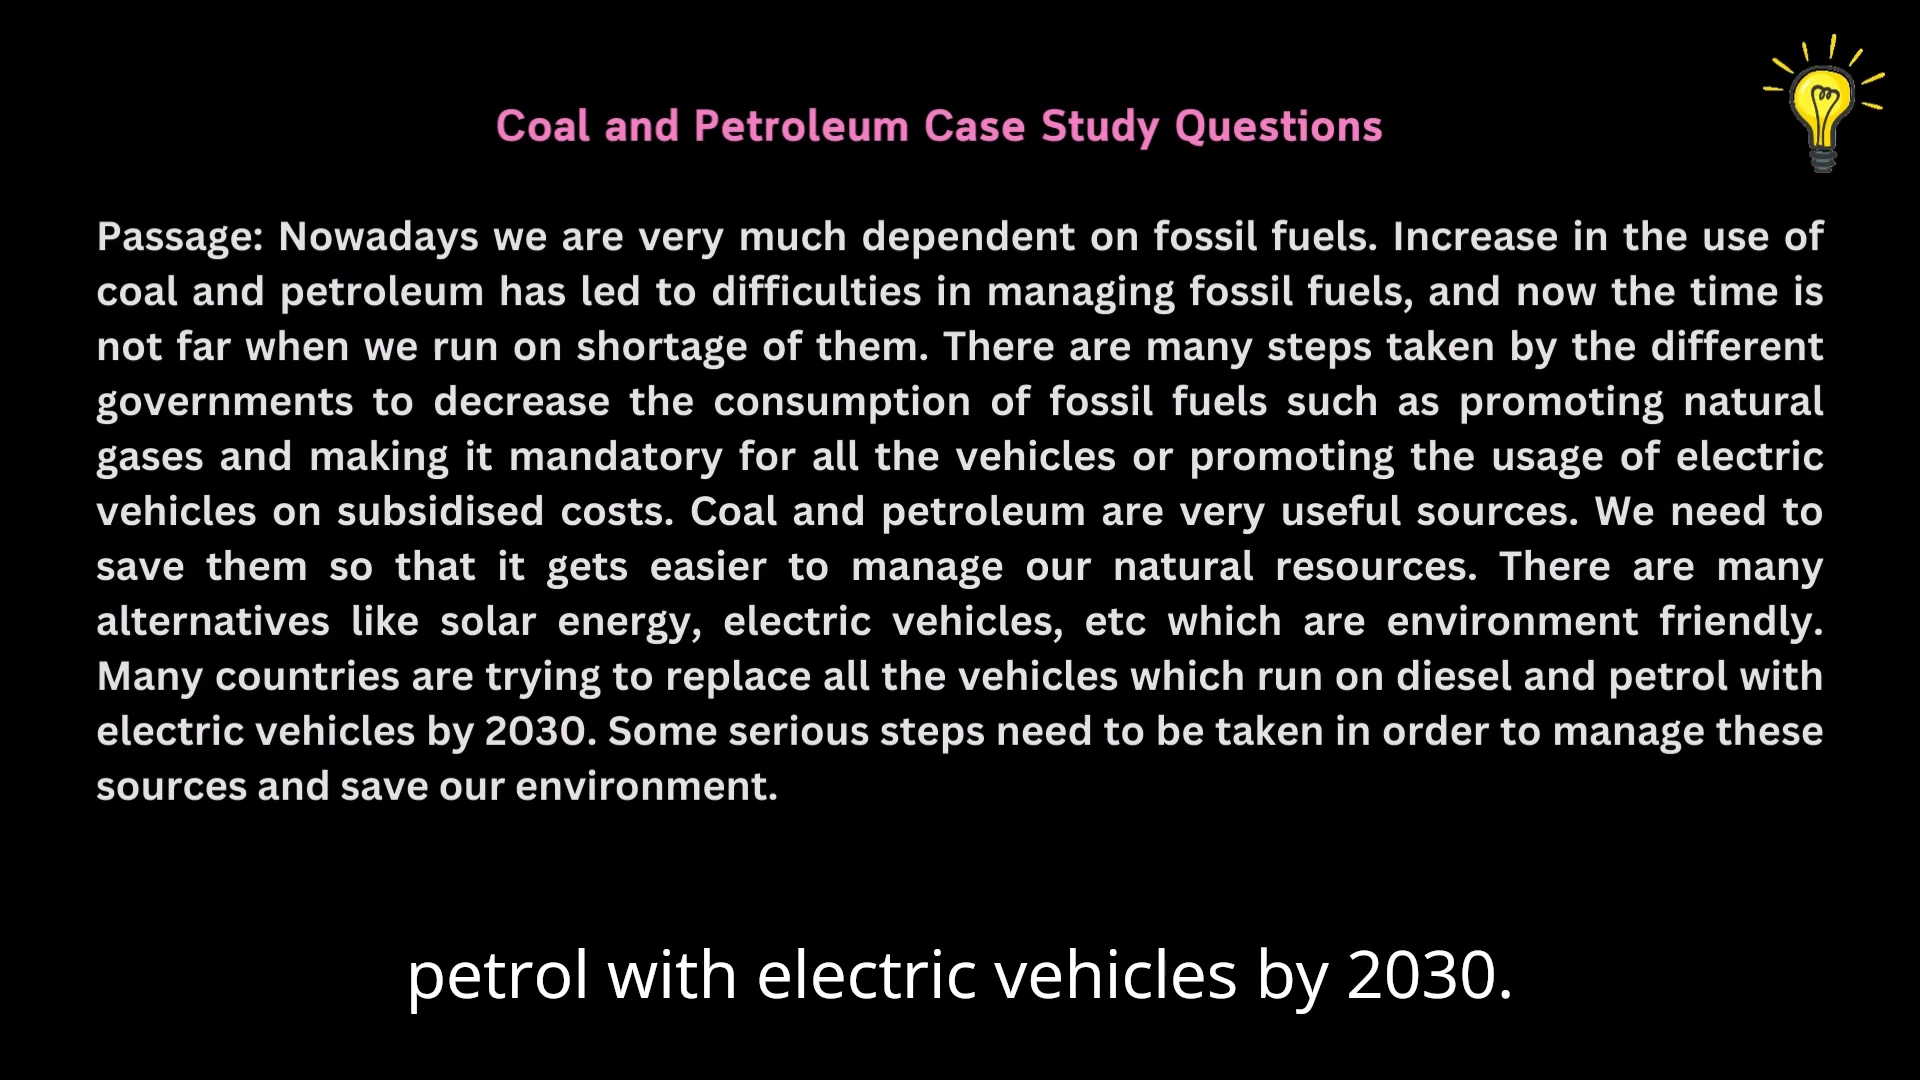 Coal and Petroleum Case Study Questions
Passage: Nowadays we are very much dependent on fossil fuels. Increase in the use of
coal and petroleum has led to difficulties in managing fossil fuels, and now the time is
not far when we run on shortage of them. There are many steps taken by the different
governments to decrease the consumption of fossil fuels such as promoting natural
gases and making it mandatory for all the vehicles or promoting the usage of electric
vehicles on subsidised costs. Coal and petroleum are very useful sources. We need to
save them so that it gets easier to manage our natural resources. There are many
alternatives like solar energy, electric vehicles, etc which are environment friendly.
Many countries are trying to replace all the vehicles which run on diesel and petrol with
electric vehicles by 2030. Some serious steps need to be taken in order to manage these
sources and save our environment.
petrol with electric vehicles by 2030.